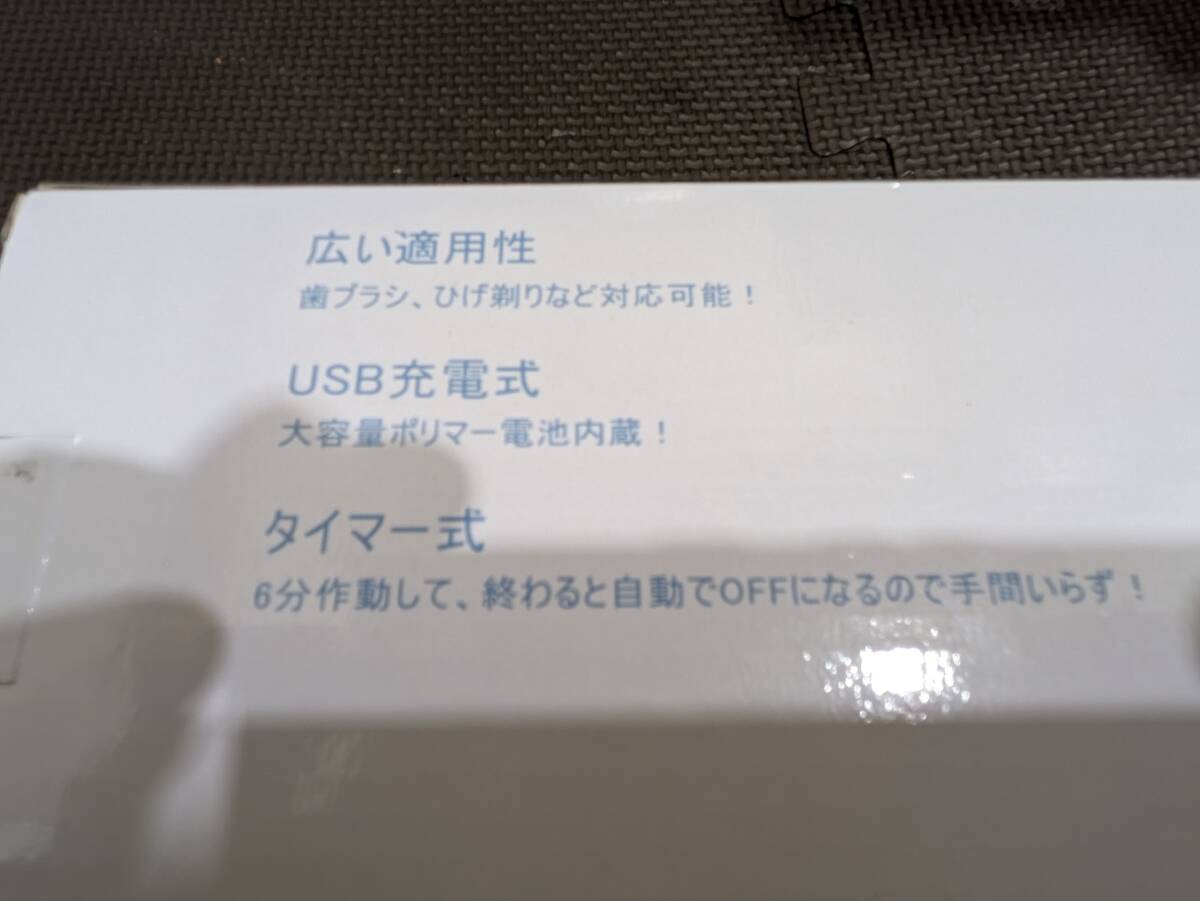 広い適用性
歯ブラシ、ひげ剃りなど対応可能！
USB充電式
大容量ポリマー電池内蔵！
タイマー式
6分作動して、終わると自動でOFFになるので手間いらず！